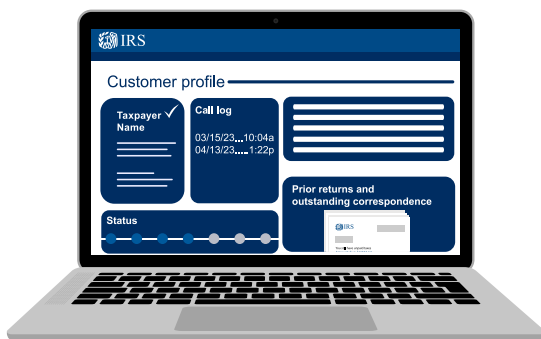 IRS
Customer profile
Taxpayer
Name
Call log
03/15/23...10:04a
04/13/23.....1:22p
Prior returns and
outstanding correspondence
Status
IRS